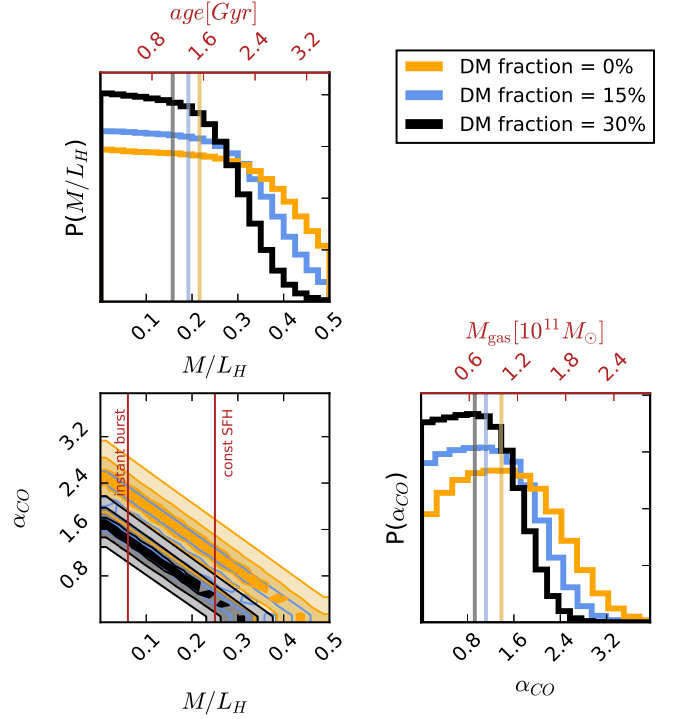 age[Gyr]
0.8 1.6 2.4 3.2
P(M/L_H)
0.1 0.2 0.3 0.4 0.5
M/L_H
DM fraction = 0%
DM fraction = 15%
DM fraction = 30%
α_CO
3.2
2.4
1.6
0.8
instant burst
const SFH
0.1 0.2 0.3 0.4 0.5
M/L_H
M_gas[10^11 M_⊙]
0.6 1.2 1.8 2.4
P(α_CO)
0.8 1.6 2.4 3.2
α_CO